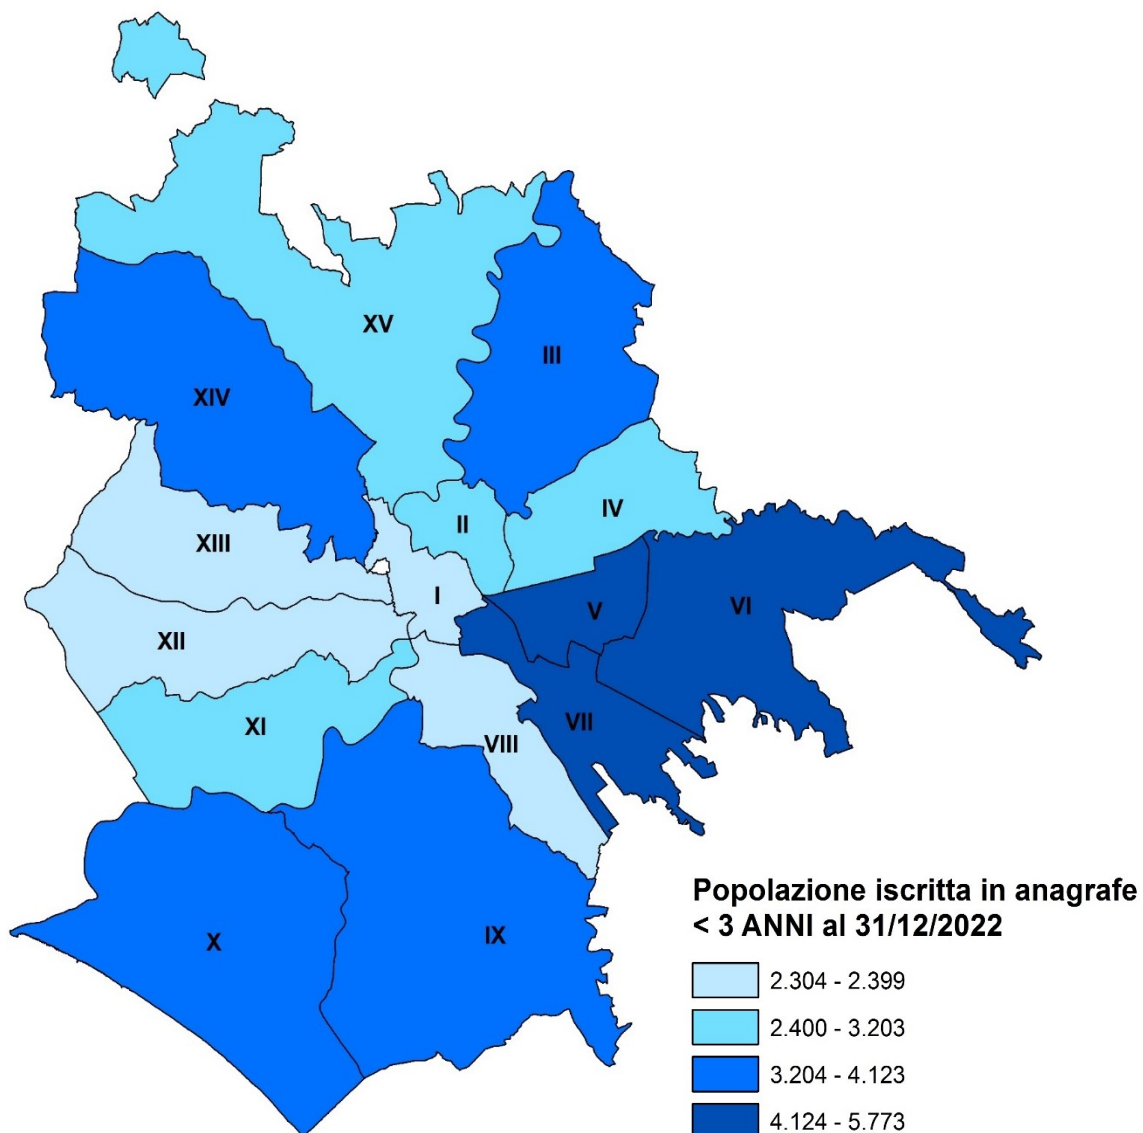 XV
III
XIV
IV
II
XIII
I
V
VI
XII
XI
VII
VIII
X
IX
Popolazione iscritta in anagrafe
< 3 ANNI al 31/12/2022
2.304 - 2.399
2.400 - 3.203
3.204 - 4.123
4.124 - 5.773